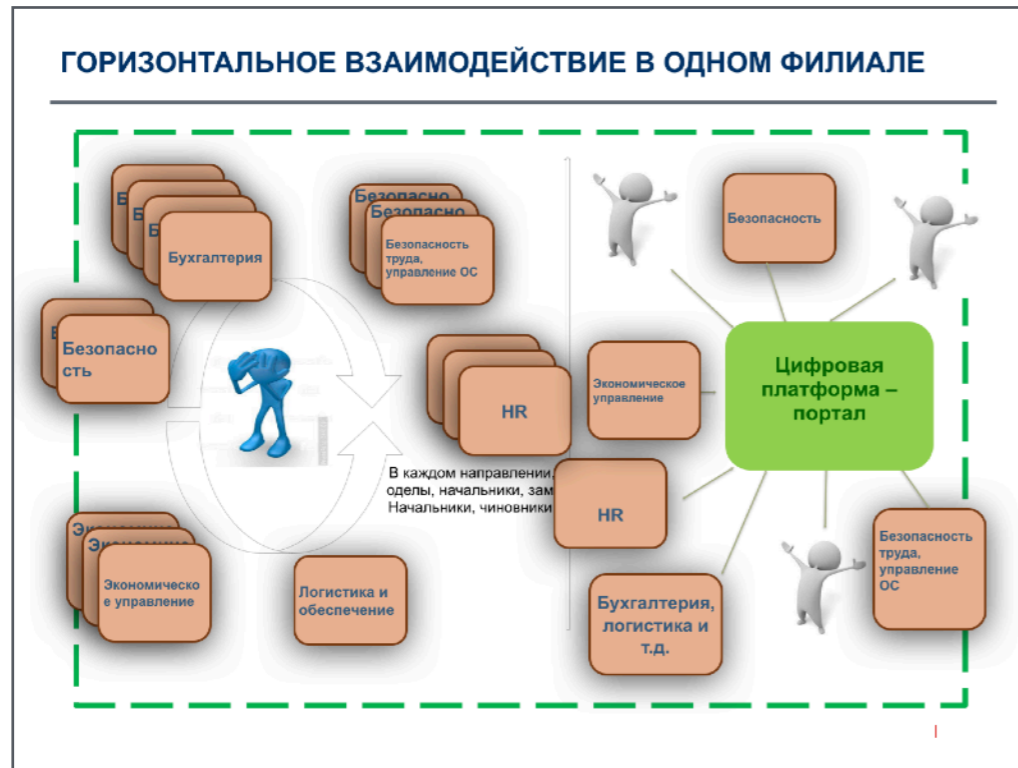 ГОРИЗОНТАЛЬНОЕ ВЗАИМОДЕЙСТВИЕ В ОДНОМ ФИЛИАЛЕ
Б
Б
Б
Бухгалтерия
Безопасно
Безопасно
Безопасность
труда,
управление ОС
Б
Безопасно
сть
HR
В каждом направлении,
оделы, начальники, зам
Начальники, чиновники
Экономическо
е управление
Логистика и
обеспечение
Безопасность
Экономическое
управление
Цифровая
платформа –
портал
HR
Бухгалтерия,
логистика и
т.д.
Безопасность
труда,
управление
ОС